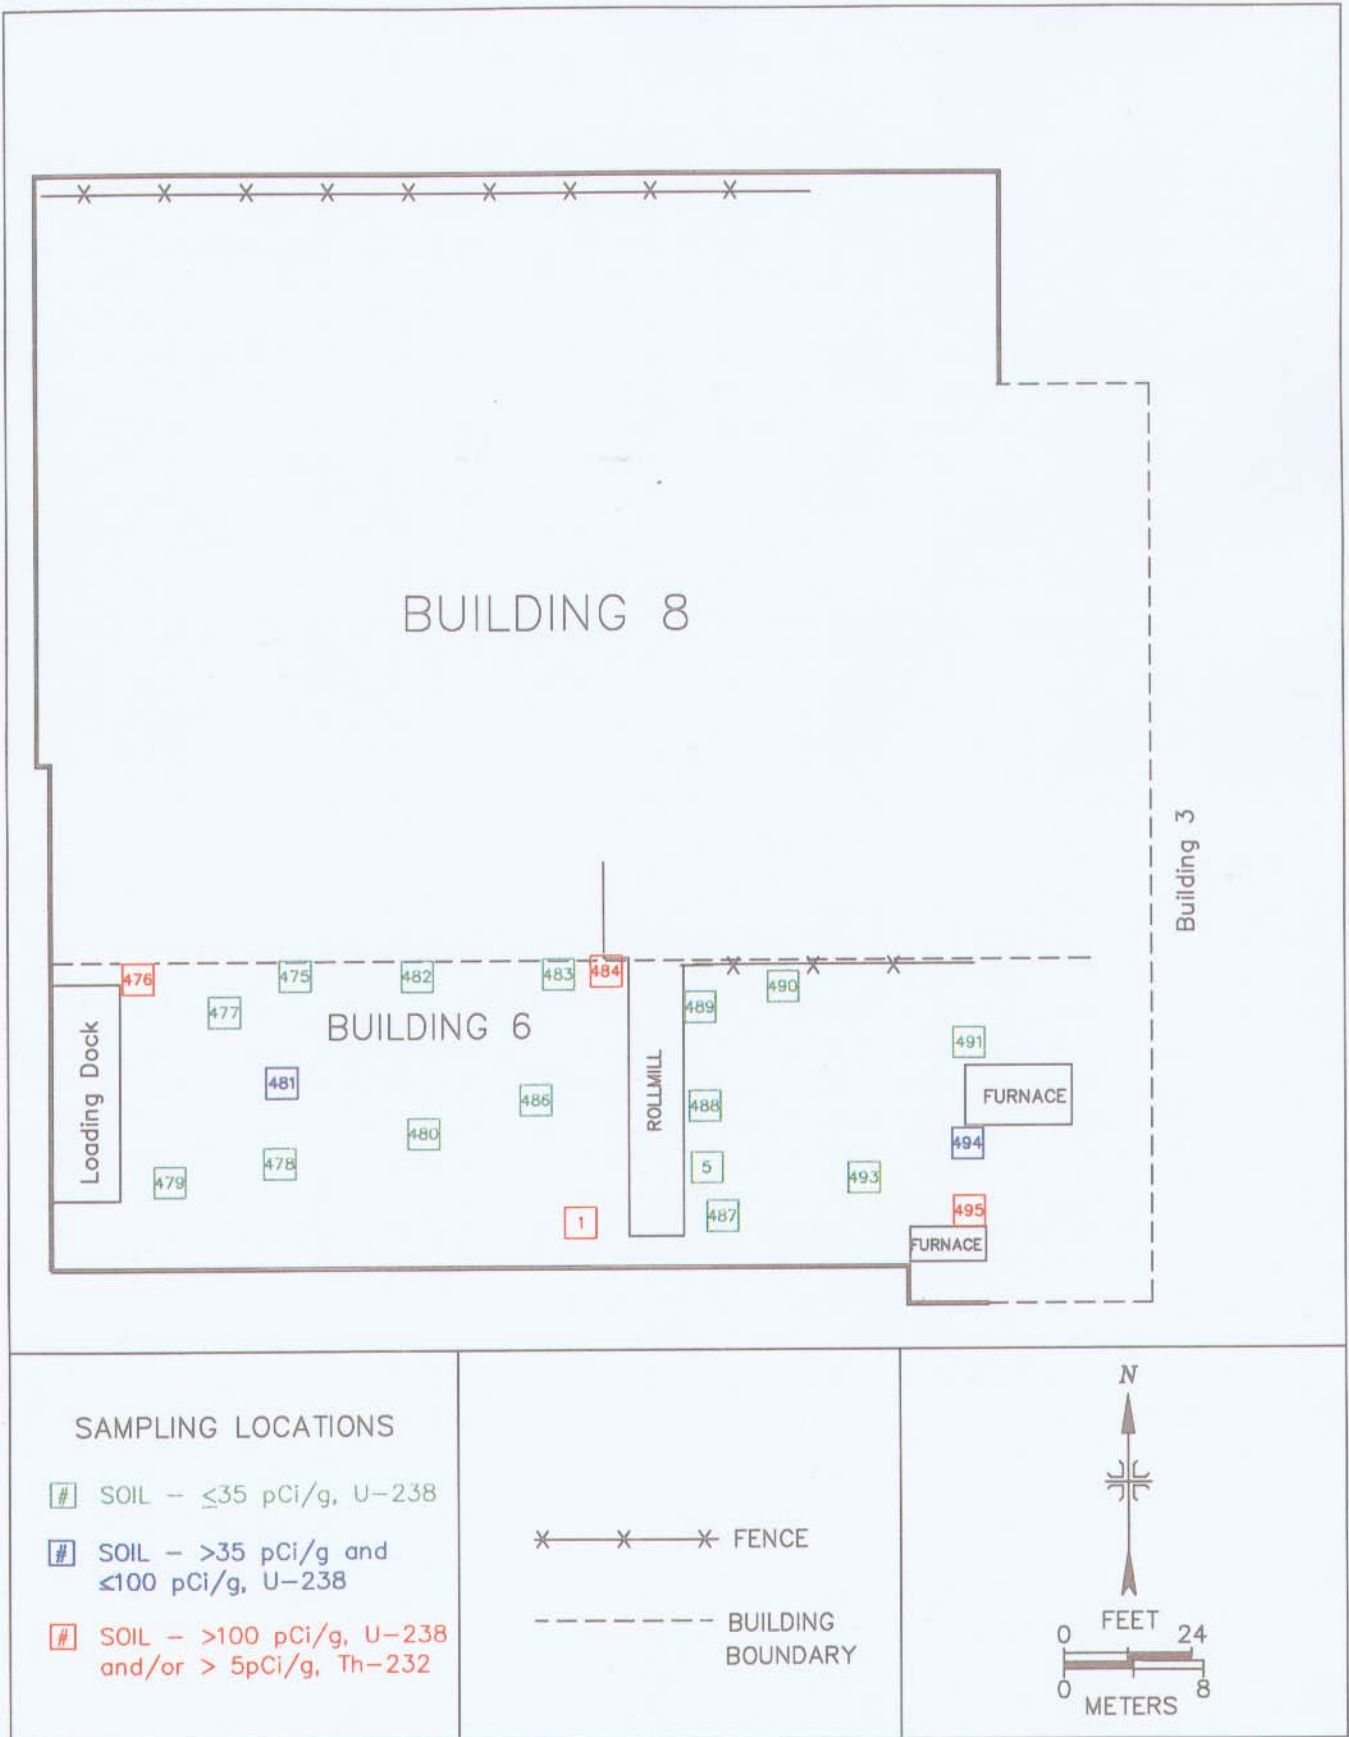 BUILDING 8
Building 3
476
475
482
483
484
477
490
489
BUILDING 6
491
Loading Dock
481
ROLLMILL
FURNACE
486
488
480
494
478
5
493
479
495
1
487
FURNACE
SAMPLING LOCATIONS
# SOIL – ≤35 pCi/g, U–238
# SOIL – >35 pCi/g and
≤100 pCi/g, U–238
# SOIL – >100 pCi/g, U–238
and/or > 5pCi/g, Th–232
FENCE
BUILDING
BOUNDARY
N
FEET
0 24
0 8
METERS